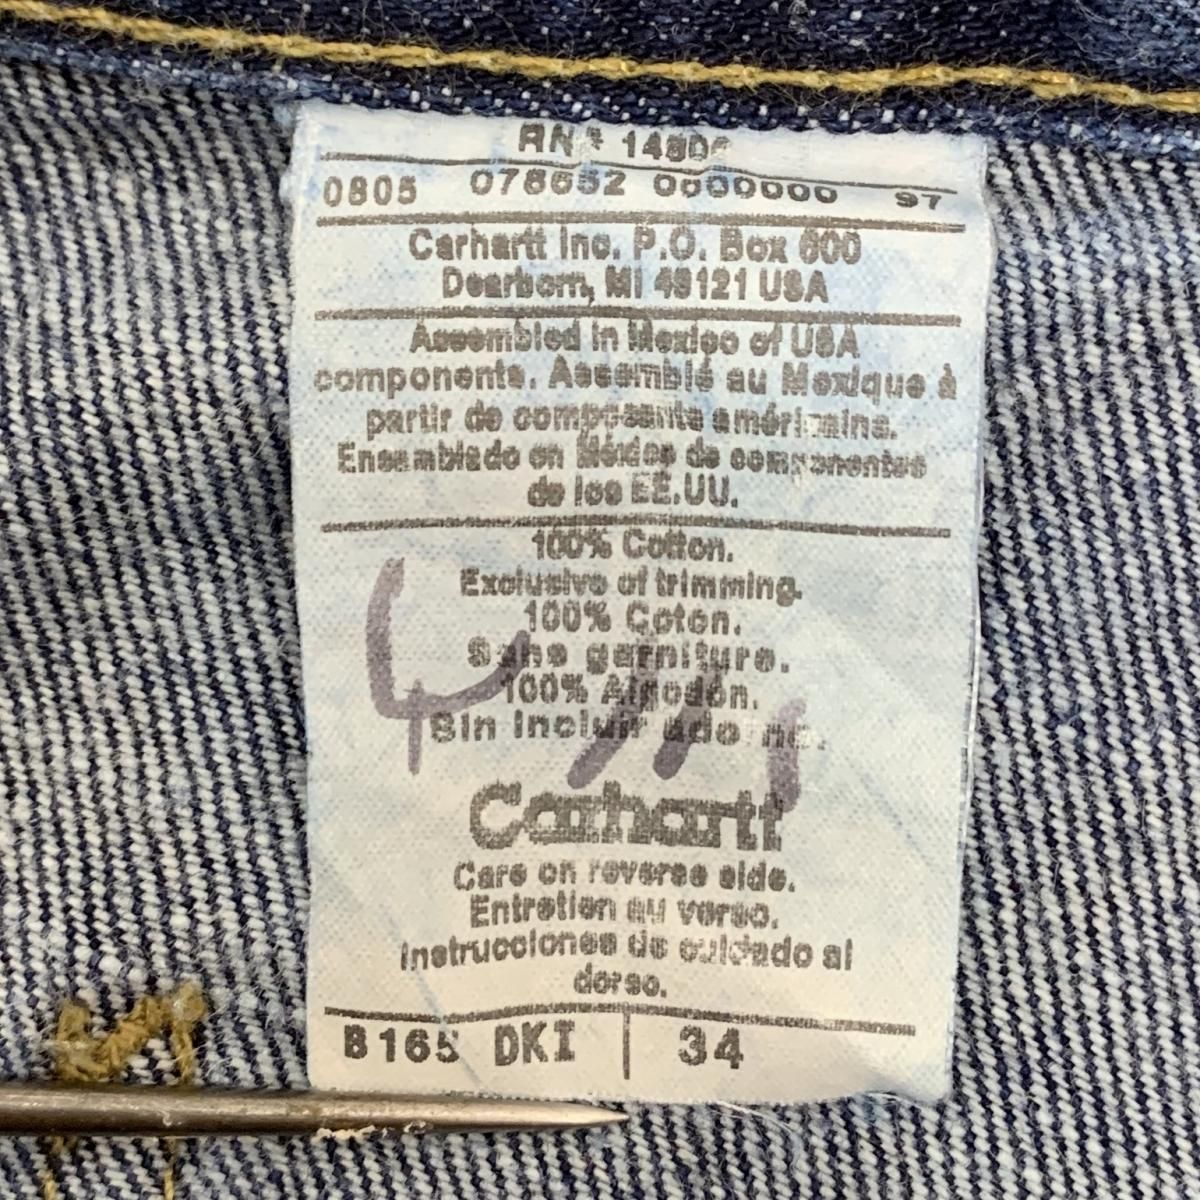 RN# 14806
0805 078652 0000000 97
Carhartt Inc. P.O. Box 600
Dearborn, MI 48121 USA
Assembled in Mexico of USA
components. Assemblé au Mexique à
partir de composants américains.
Ensamblado en México de componentes
de los EE.UU.
100% Cotton.
Exclusive of trimming.
100% Coton.
Sans garniture.
100% Algodón.
Sin incluir adorno.
Carhartt
Care on reverse side.
Entretien au verso.
Instrucciones de cuidado al
dorso.
B165 DKI | 34